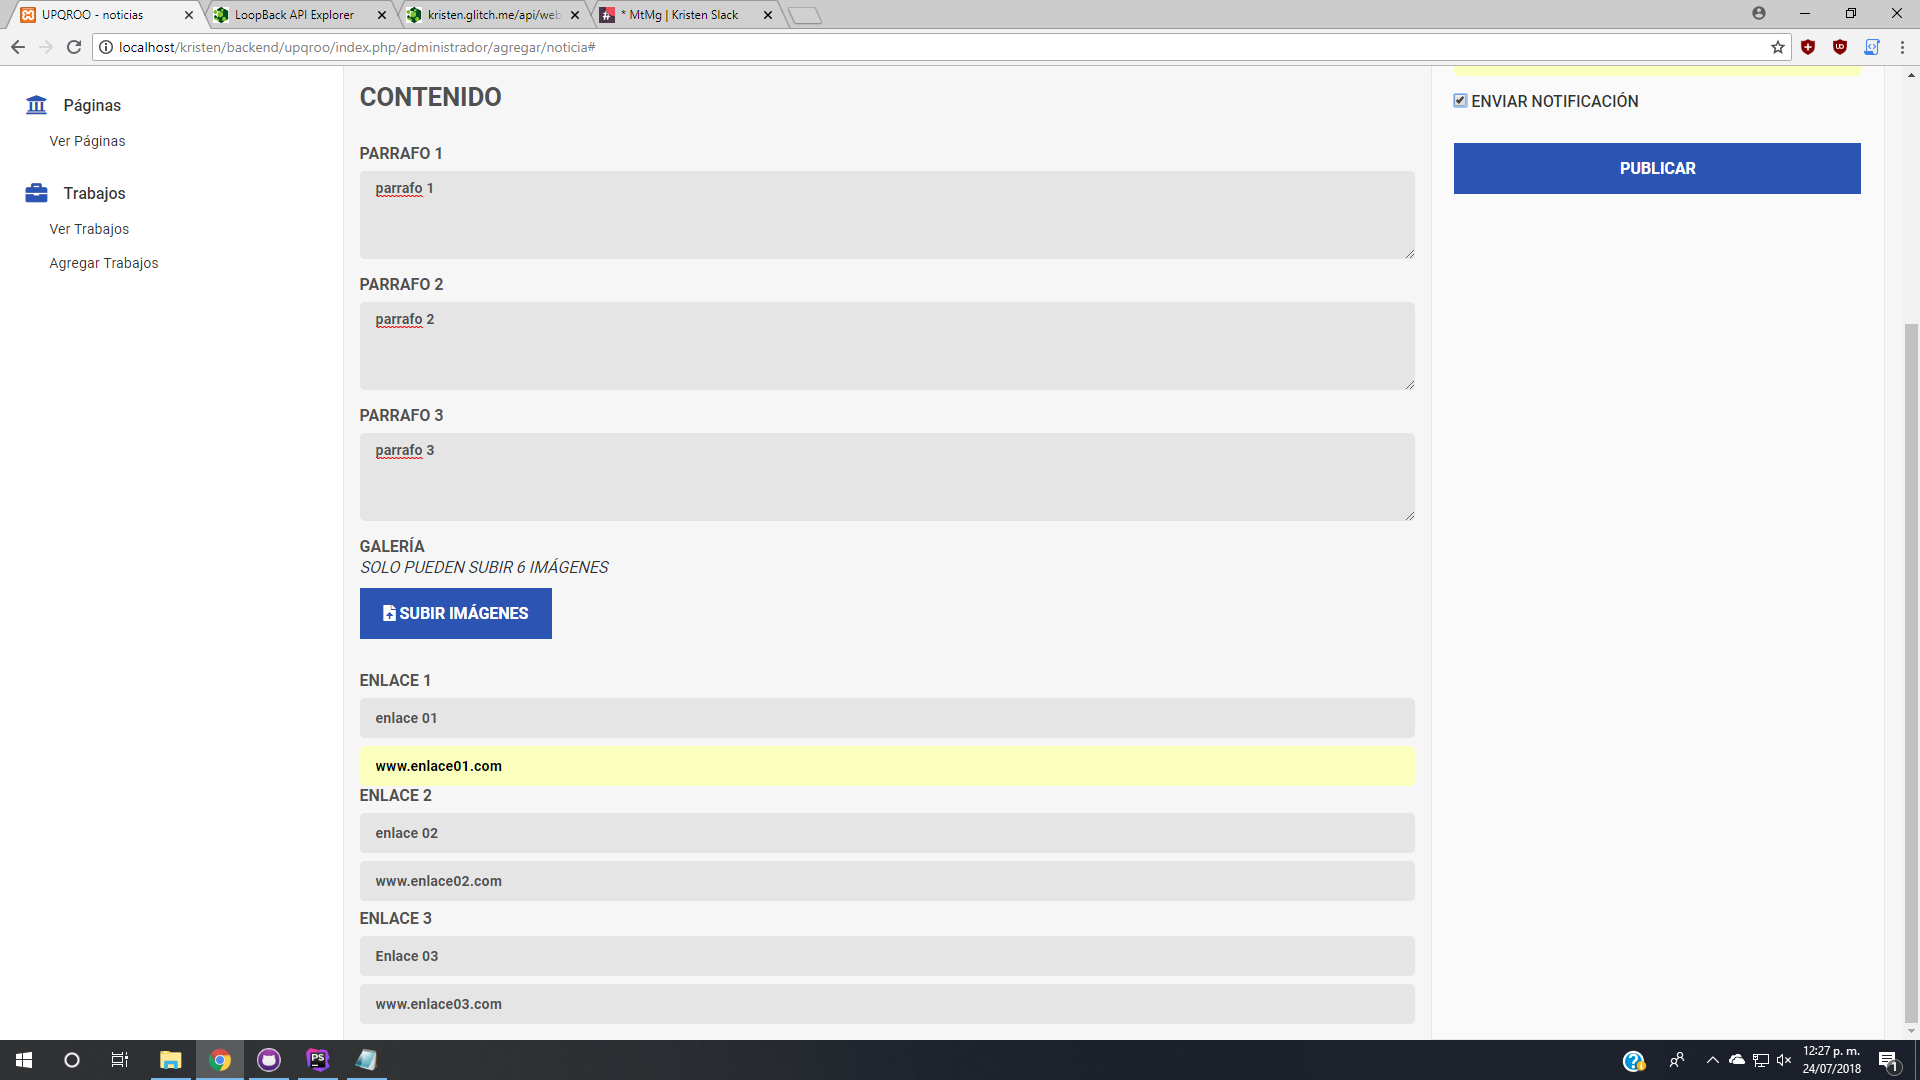 UPQROO - noticias
LoopBack API Explorer
kristen.glitch.me/api/web
* MtMg | Kristen Slack
localhost/kristen/backend/upqroo/index.php/administrador/agregar/noticia#
Páginas
Ver Páginas
Trabajos
Ver Trabajos
Agregar Trabajos
CONTENIDO
PARRAFO 1
parrafo 1
PARRAFO 2
parrafo 2
PARRAFO 3
parrafo 3
GALERÍA
SOLO PUEDEN SUBIR 6 IMÁGENES
SUBIR IMÁGENES
ENLACE 1
enlace 01
www.enlace01.com
ENLACE 2
enlace 02
www.enlace02.com
ENLACE 3
Enlace 03
www.enlace03.com
ENVIAR NOTIFICACIÓN
PUBLICAR
PS
12:27 p. m.
24/07/2018
1